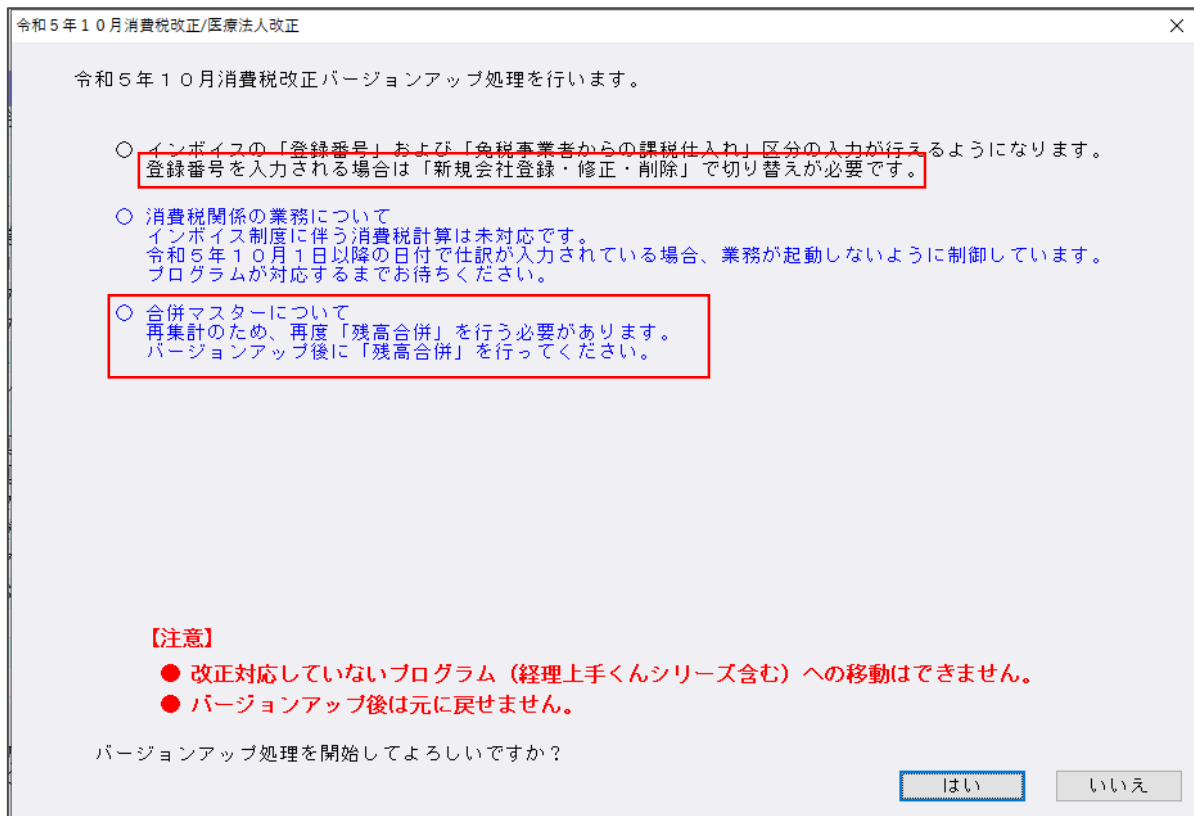 令和5年10月消費税改正/医療法人改正
令和5年10月消費税改正バージョンアップ処理を行います。
○ インボイスの「登録番号」および「免税事業者からの課税仕入れ」区分の入力が行えるようになります。
登録番号を入力される場合は「新規会社登録・修正・削除」で切り替えが必要です。
○ 消費税関係の業務について
インボイス制度に伴う消費税計算は未対応です。
令和5年10月1日以降の日付で仕訳が入力されている場合、業務が起動しないように制御しています。
プログラムが対応するまでお待ちください。
○ 合併マスターについて
再集計のため、再度「残高合併」を行う必要があります。
バージョンアップ後に「残高合併」を行ってください。
【注意】
● 改正対応していないプログラム（経理上手くんシリーズ含む）への移動はできません。
● バージョンアップ後は元に戻せません。
バージョンアップ処理を開始してよろしいですか？
はい いいえ